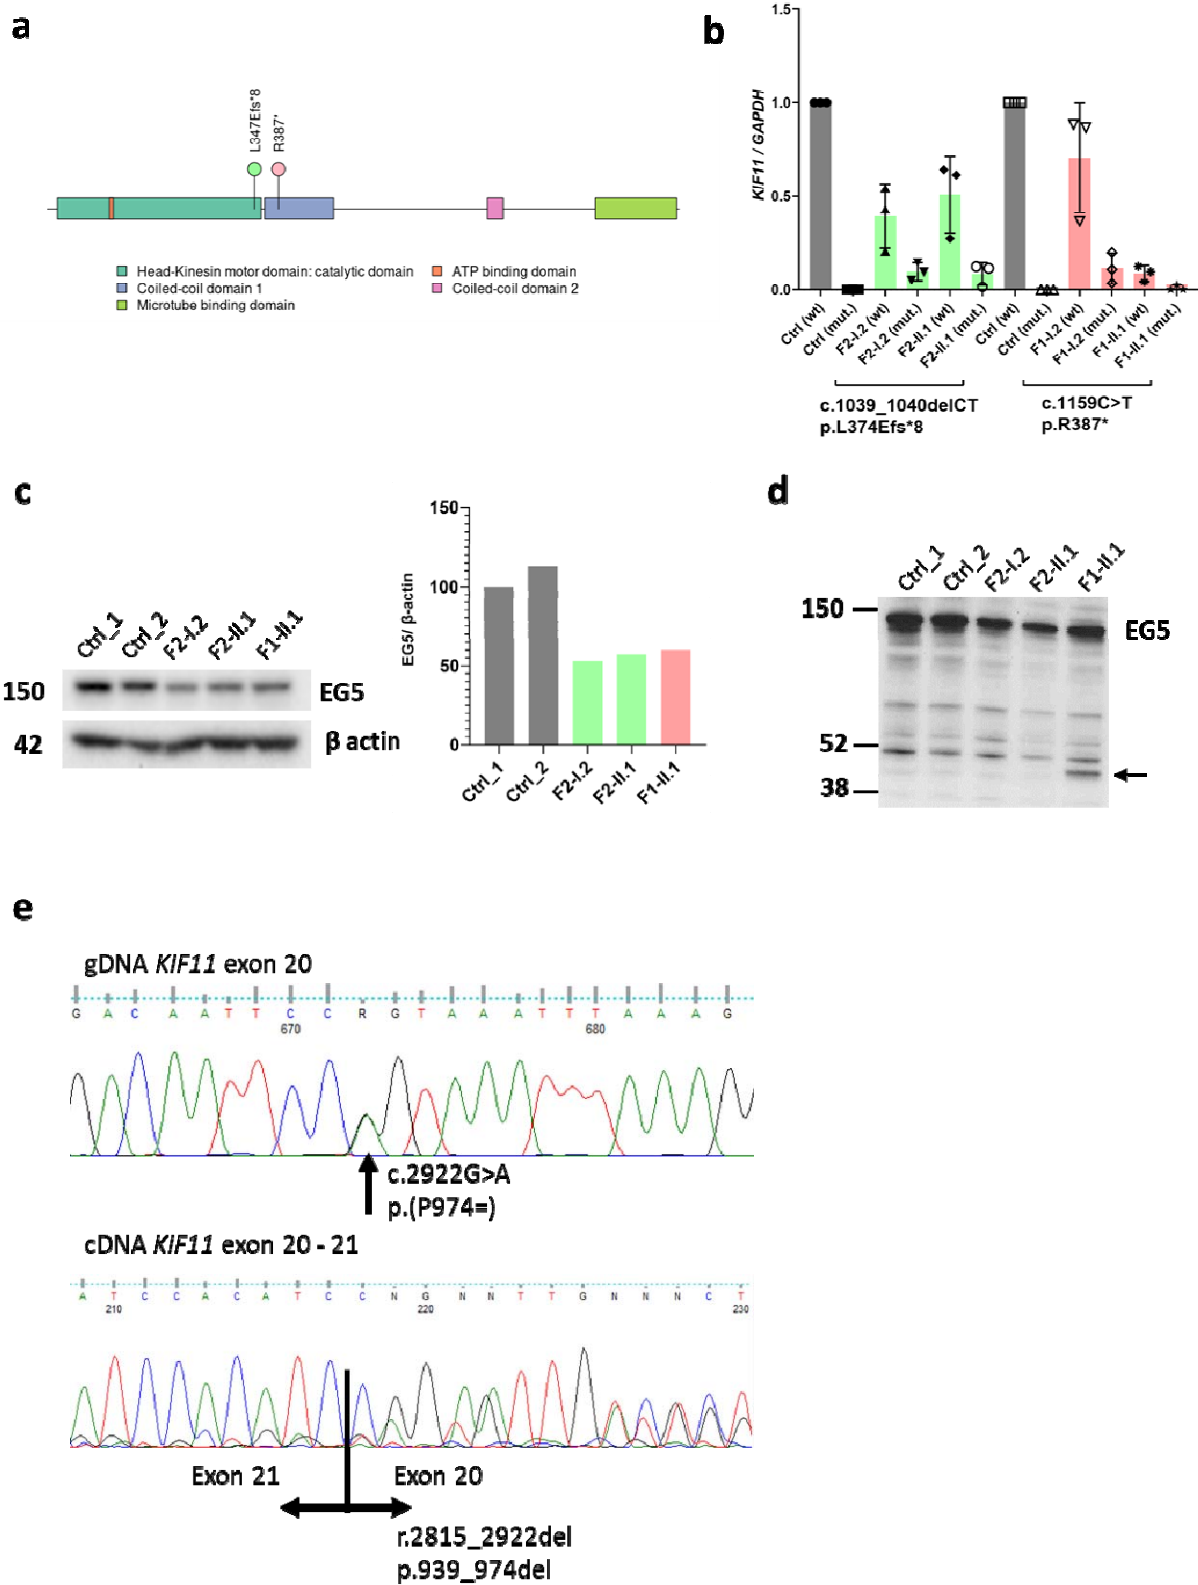 a
L347Efs*8
R387*
Head-Kinesin motor domain: catalytic domain
ATP binding domain
Coiled-coil domain 1
Coiled-coil domain 2
Microtube binding domain
b
KIF11 / GAPDH
1.5
1.0
0.5
0.0
Ctrl (wt)
Ctrl (mut.)
F2-I.2 (wt)
F2-I.2 (mut.)
F2-II.1 (wt)
F2-II.1 (mut.)
Ctrl (wt)
Ctrl (mut.)
F1-I.2 (wt)
F1-I.2 (mut.)
F1-II.1 (wt)
F1-II.1 (mut.)
c.1039_1040delCT
p.L374Efs*8
c.1159C>T
p.R387*
c
Ctrl_1
Ctrl_2
F2-I.2
F2-II.1
F1-II.1
150
EG5
42
β actin
EG5/ β-actin
150
100
50
0
Ctrl_1
Ctrl_2
F2-I.2
F2-II.1
F1-II.1
d
Ctrl_1
Ctrl_2
F2-I.2
F2-II.1
F1-II.1
150
EG5
52
38
e
gDNA KIF11 exon 20
G A C A A T T C C R G T A A A T T T A A A G
670 680
c.2922G>A
p.(P974=)
cDNA KIF11 exon 20 - 21
A T C C A C A T C C N G N N T T G N N N C T
210 220 230
Exon 21 Exon 20
r.2815_2922del
p.939_974del